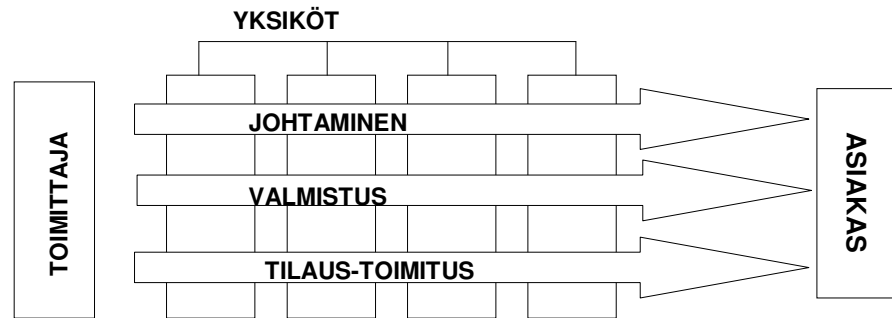 YKSIKÖT
TOIMITTAJA
JOHTAMINEN
VALMISTUS
TILAUS-TOIMITUS
ASIAKAS